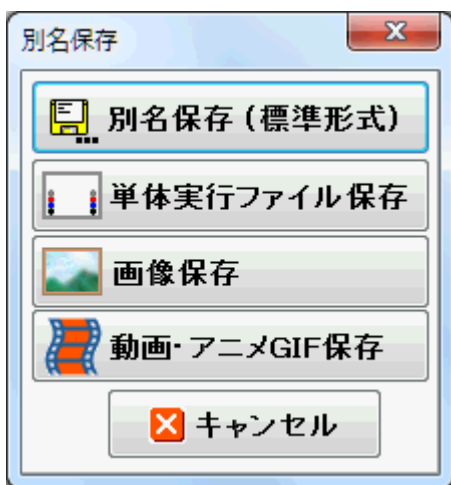 別名保存
別名保存(標準形式)
単体実行ファイル保存
画像保存
動画・アニメGIF保存
キャンセル